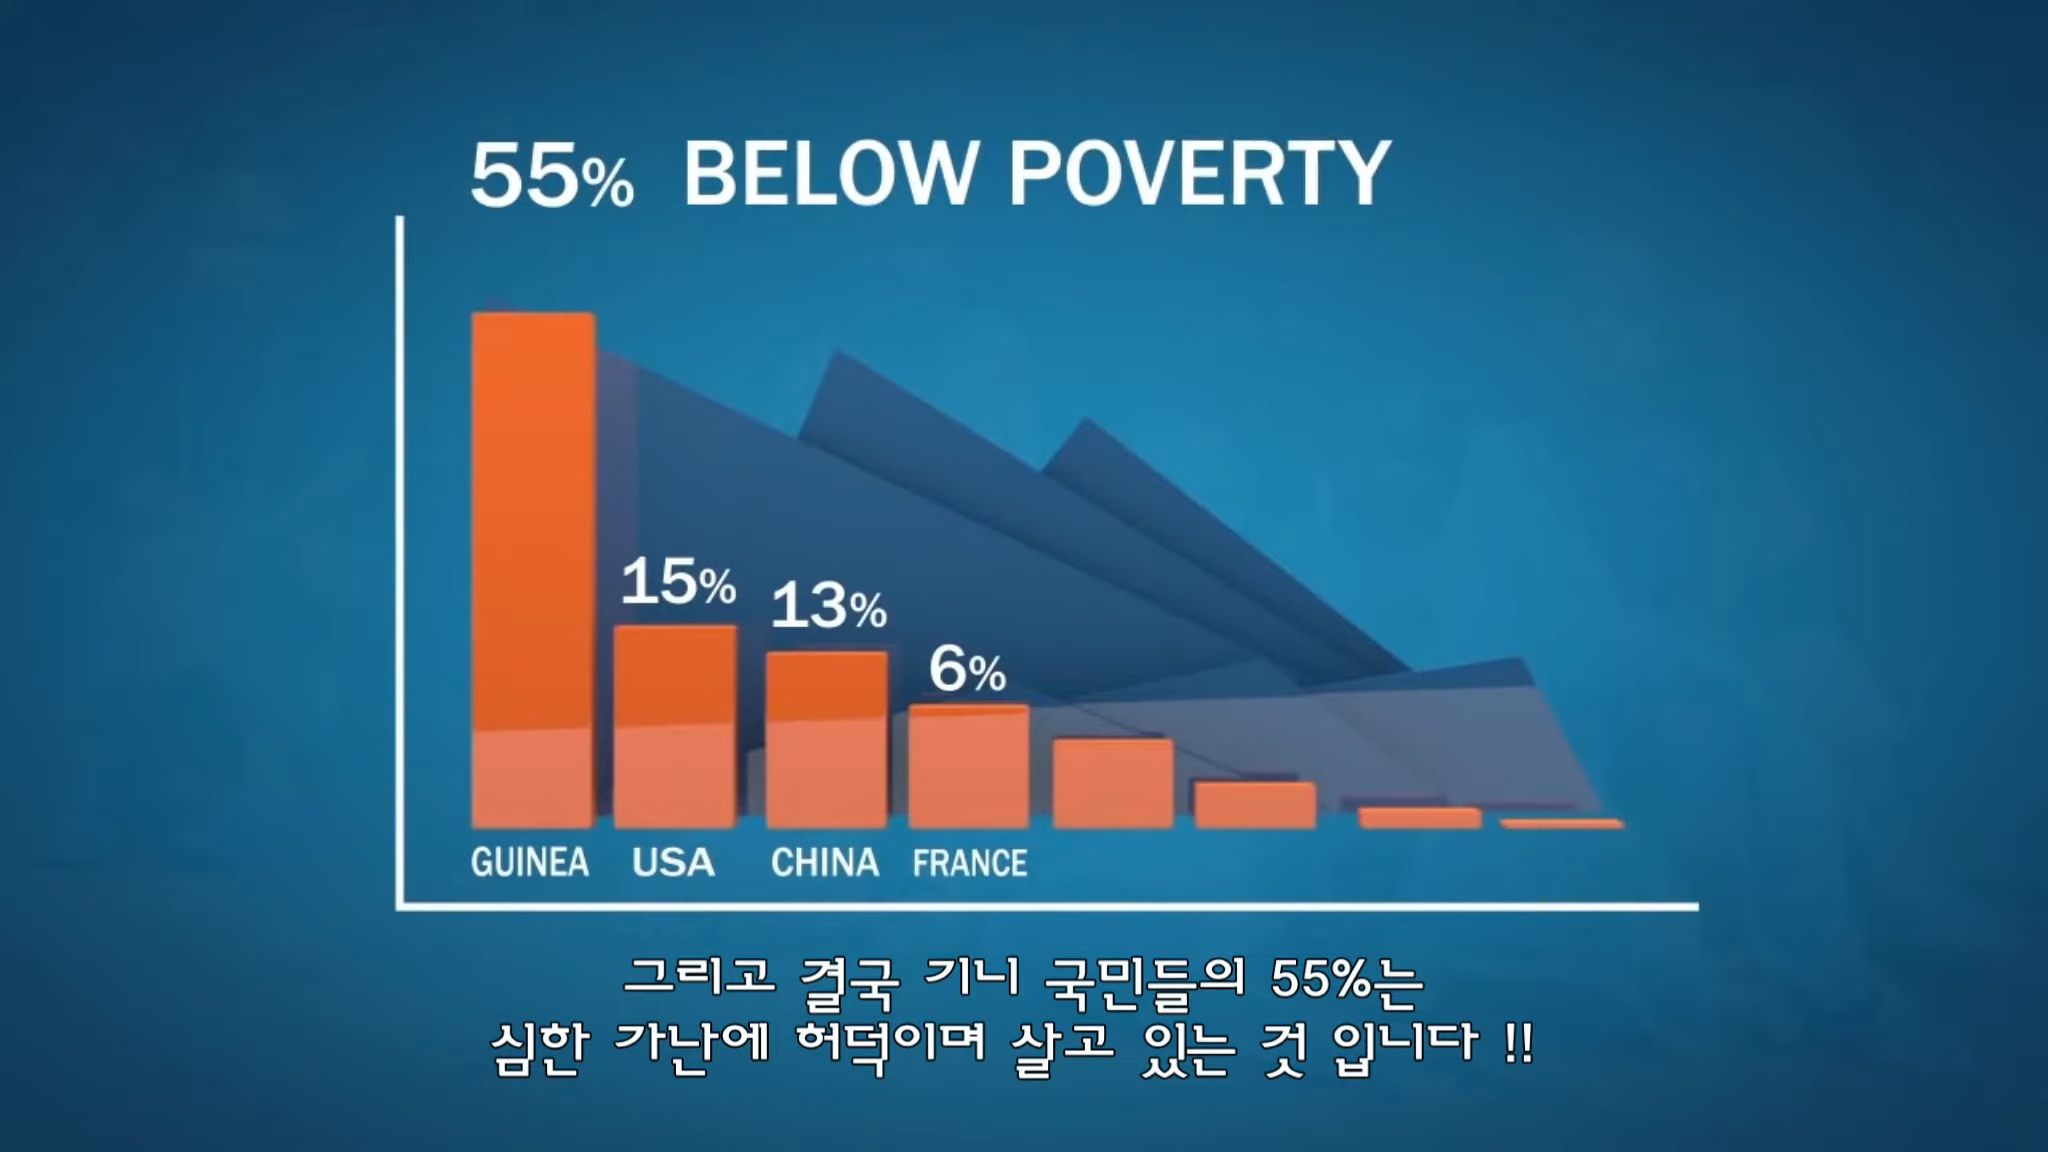 55% BELOW POVERTY
15%
13%
6%
GUINEA USA CHINA FRANCE
그리고 결국 기니 국민들의 55%는
심한 가난에 허덕이며 살고 있는 것 입니다 !!